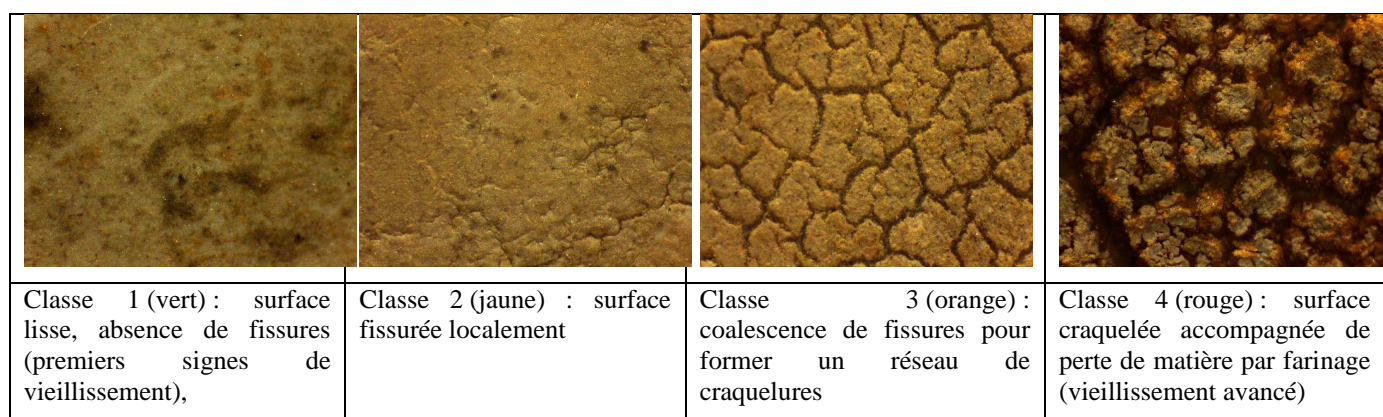 Classe 1 (vert) : surface
lisse, absence de fissures
(premiers signes de
vieillissement),
Classe 2 (jaune) : surface
fissurée localement
Classe 3 (orange) :
coalescence de fissures pour
former un réseau de
craquelures
Classe 4 (rouge) : surface
craquelée accompagnée de
perte de matière par farinage
(vieillissement avancé)